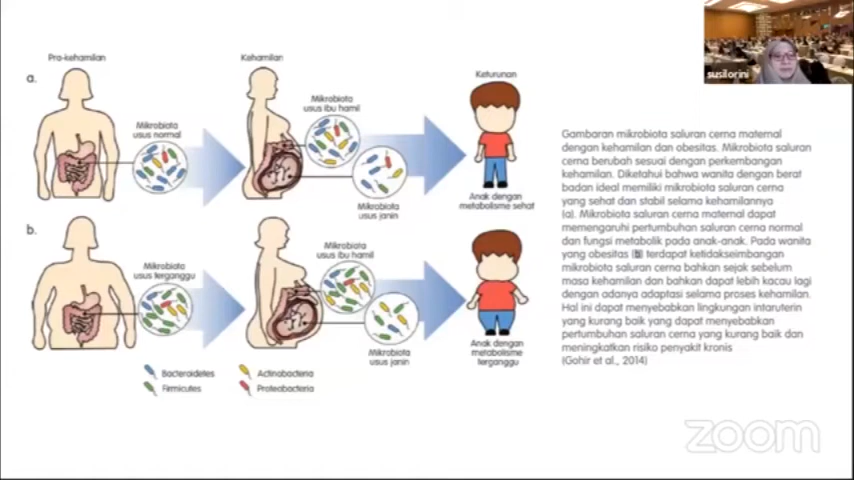 susilorini
Pra-kehamilan
Kehamilan
Keturunan
a.
Mikrobiota
usus normal
Mikrobiota
usus ibu hamil
Mikrobiota
usus janin
Anak dengan
metabolisme sehat
b.
Mikrobiota usus
terganggu
Mikrobiota
usus ibu hamil
Mikrobiota
usus janin
Anak dengan
metabolisme
terganggu
Bacteroidetes
Actinobacteria
Firmicutes
Proteobacteria
Gambaran mikrobiota saluran cerna maternal
dengan kehamilan dan obesitas. Mikrobiota saluran
cerna berubah sesuai dengan perkembangan
kehamilan. Diketahui bahwa wanita dengan berat
badan ideal memiliki mikrobiota saluran cerna
yang sehat dan stabil selama kehamilannya
(a). Mikrobiota saluran cerna maternal dapat
memengaruhi pertumbuhan saluran cerna normal
dan fungsi metabolik pada anak-anak. Pada wanita
yang obesitas (b) terdapat ketidakseimbangan
mikrobiota saluran cerna bahkan sejak sebelum
masa kehamilan dan bahkan dapat lebih kacau lagi
dengan adanya adaptasi selama proses kehamilan.
Hal ini dapat menyebabkan lingkungan intaruterin
yang kurang baik yang dapat menyebabkan
pertumbuhan saluran cerna yang kurang baik dan
meningkatkan risiko penyakit kronis
(Gohir et al., 2014)
zoom